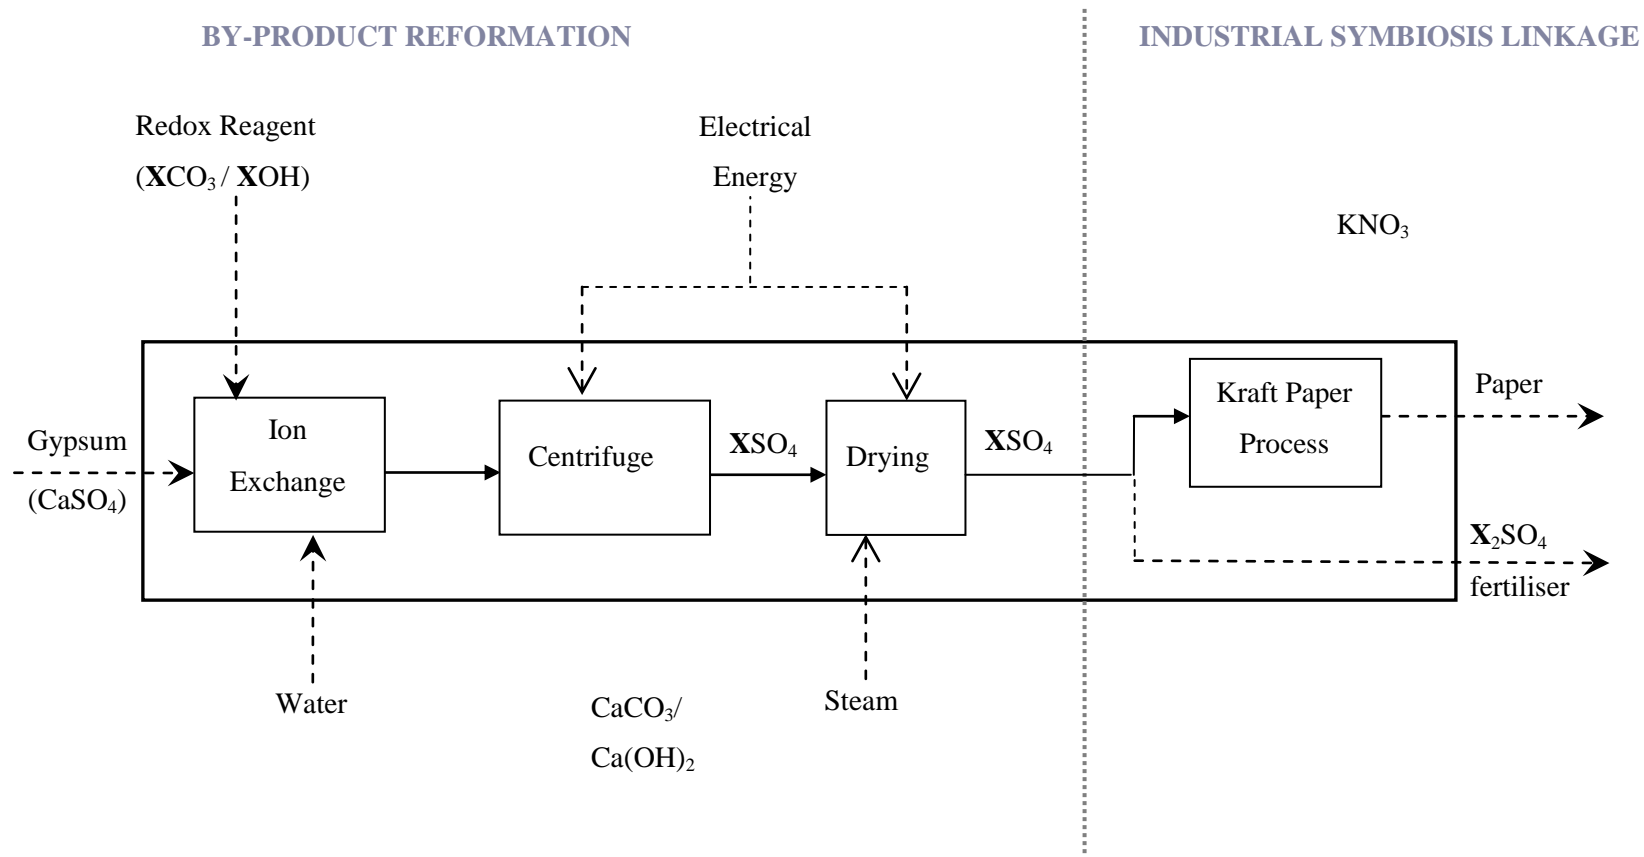 BY-PRODUCT REFORMATION
INDUSTRIAL SYMBIOSIS LINKAGE
Redox Reagent
(XCO₃ / XOH)
Electrical
Energy
KNO₃
Gypsum
(CaSO₄)
Ion
Exchange
Centrifuge
XSO₄
Drying
XSO₄
Kraft Paper
Process
Paper
X₂SO₄
fertiliser
Water
CaCO₃/
Ca(OH)₂
Steam